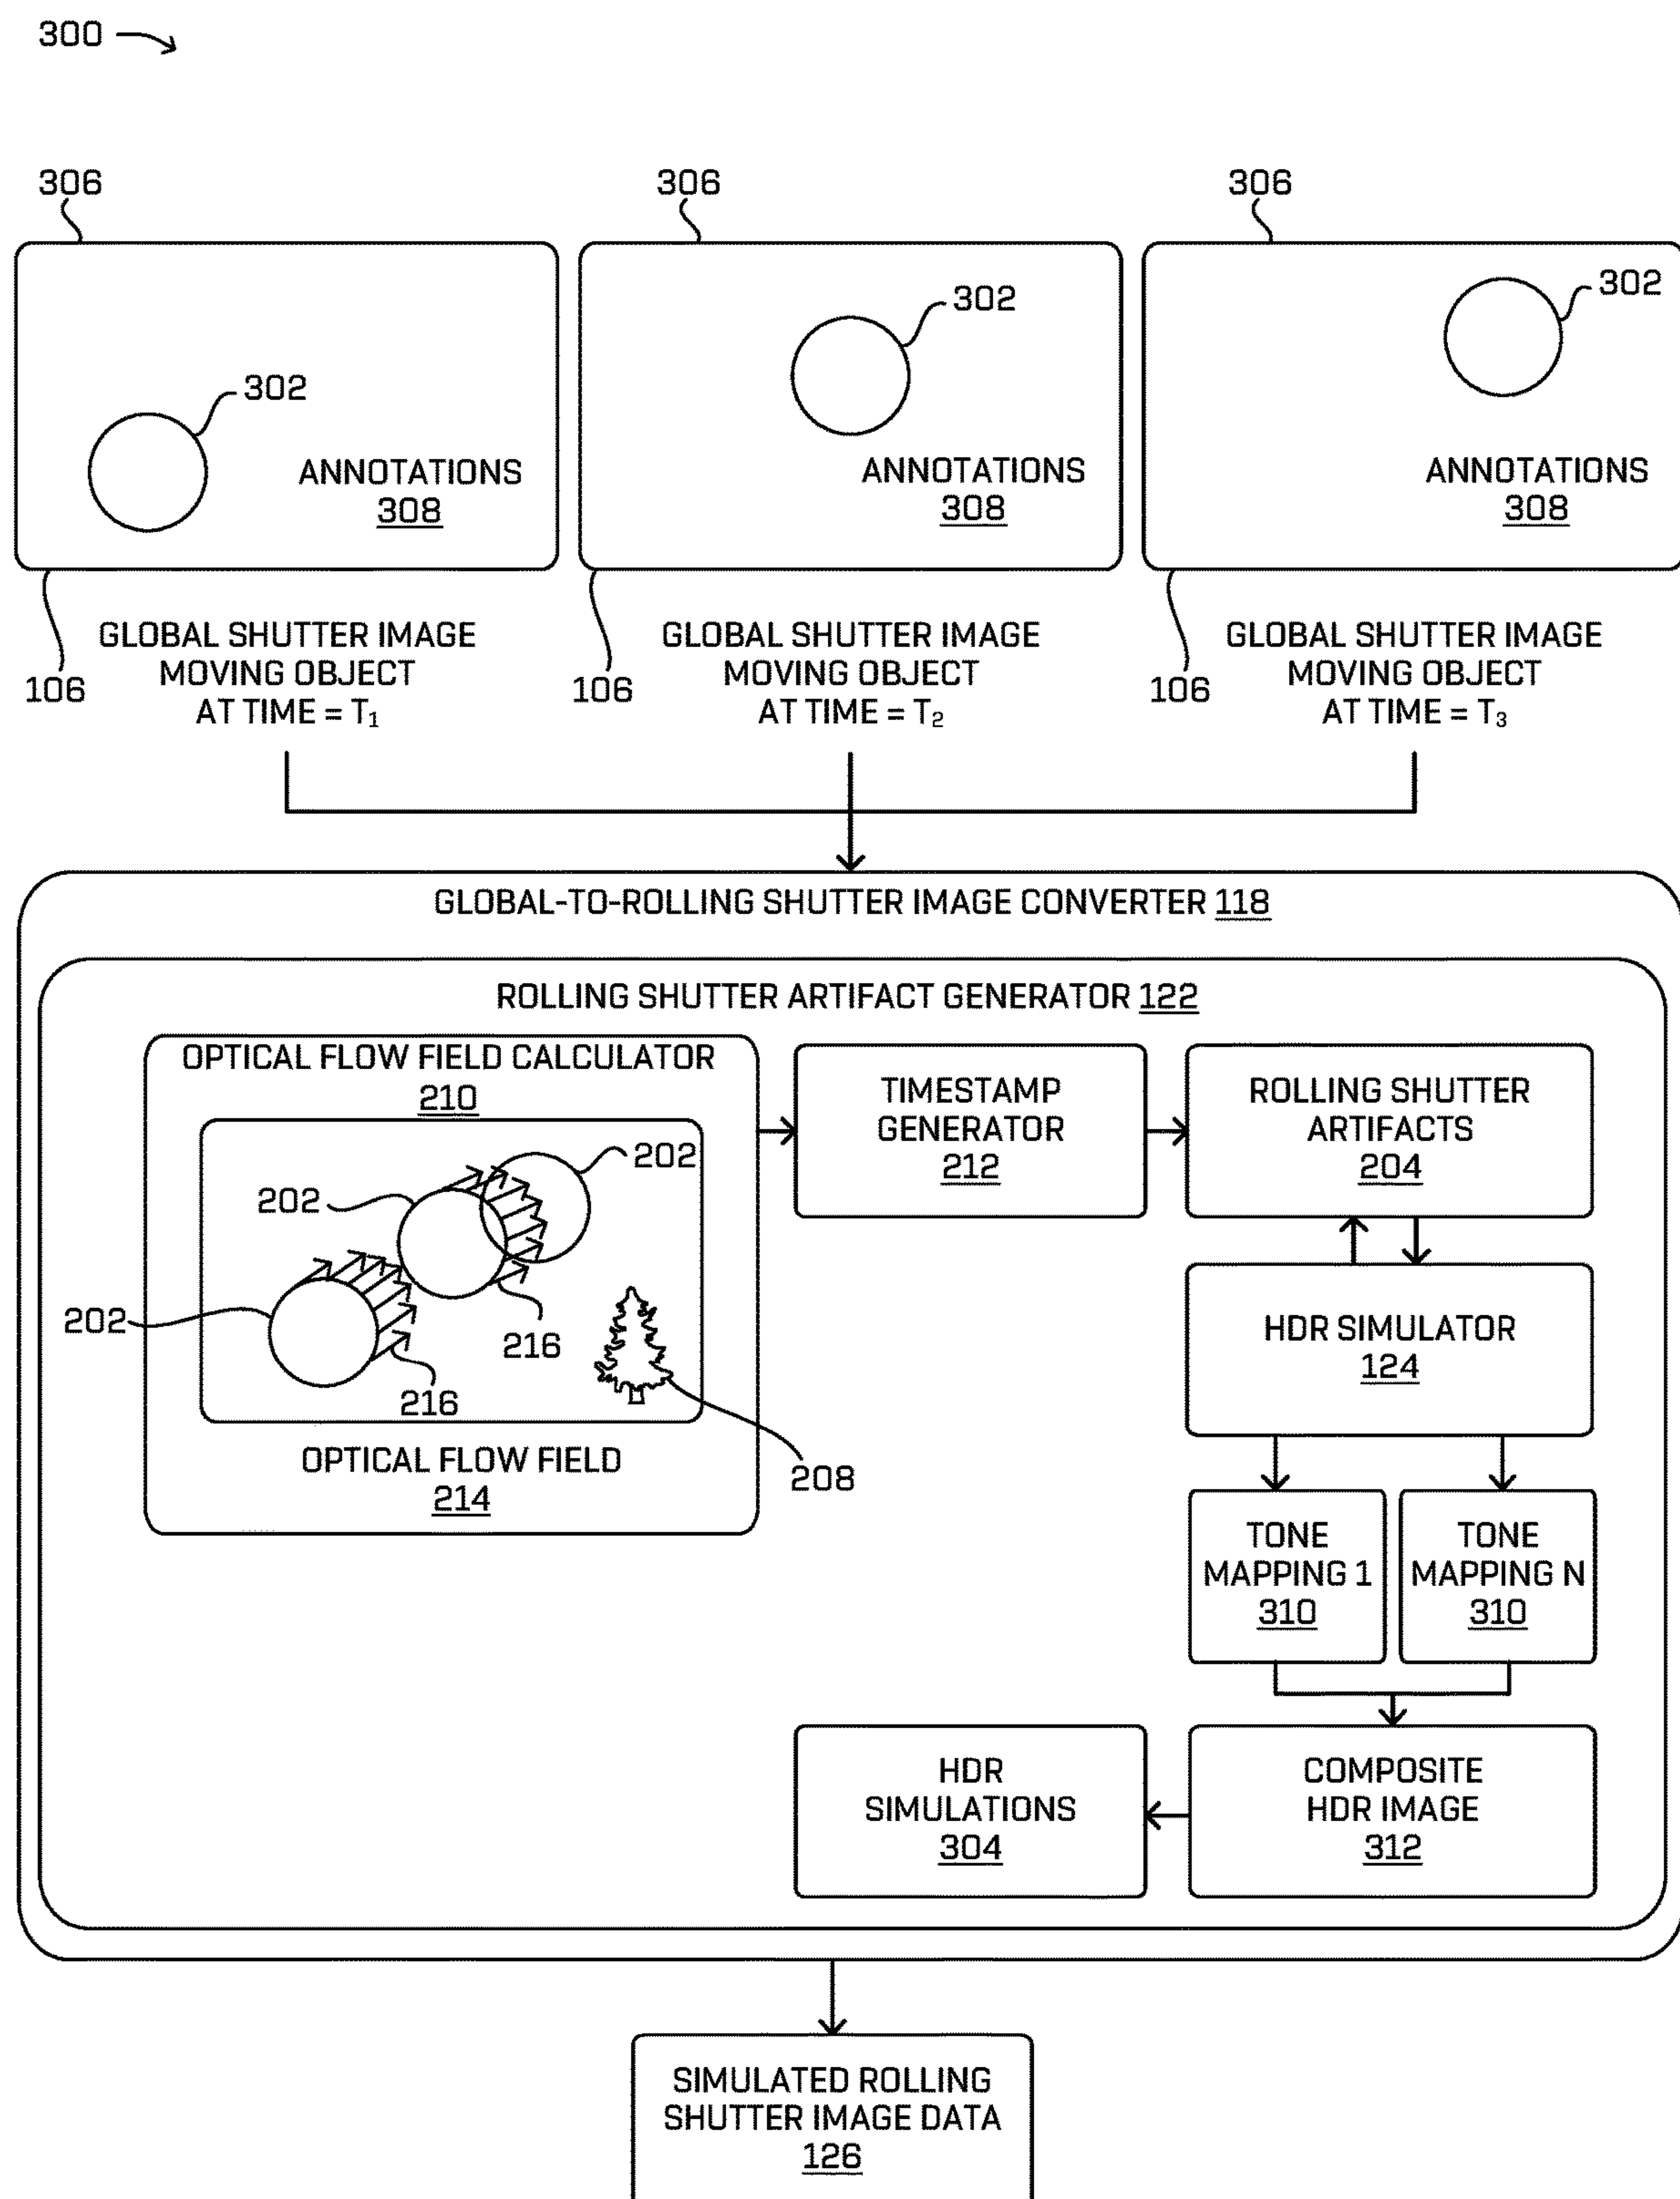 300
306
306
306
302
302
302
ANNOTATIONS
308
ANNOTATIONS
308
ANNOTATIONS
308
106
GLOBAL SHUTTER IMAGE
MOVING OBJECT
AT TIME = T₁
106
GLOBAL SHUTTER IMAGE
MOVING OBJECT
AT TIME = T₂
106
GLOBAL SHUTTER IMAGE
MOVING OBJECT
AT TIME = T₃
GLOBAL-TO-ROLLING SHUTTER IMAGE CONVERTER 118
ROLLING SHUTTER ARTIFACT GENERATOR 122
OPTICAL FLOW FIELD CALCULATOR
210
202
202
202
216
216
208
OPTICAL FLOW FIELD
214
TIMESTAMP
GENERATOR
212
ROLLING SHUTTER
ARTIFACTS
204
HDR SIMULATOR
124
TONE
MAPPING 1
310
TONE
MAPPING N
310
COMPOSITE
HDR IMAGE
312
HDR
SIMULATIONS
304
SIMULATED ROLLING
SHUTTER IMAGE DATA
126